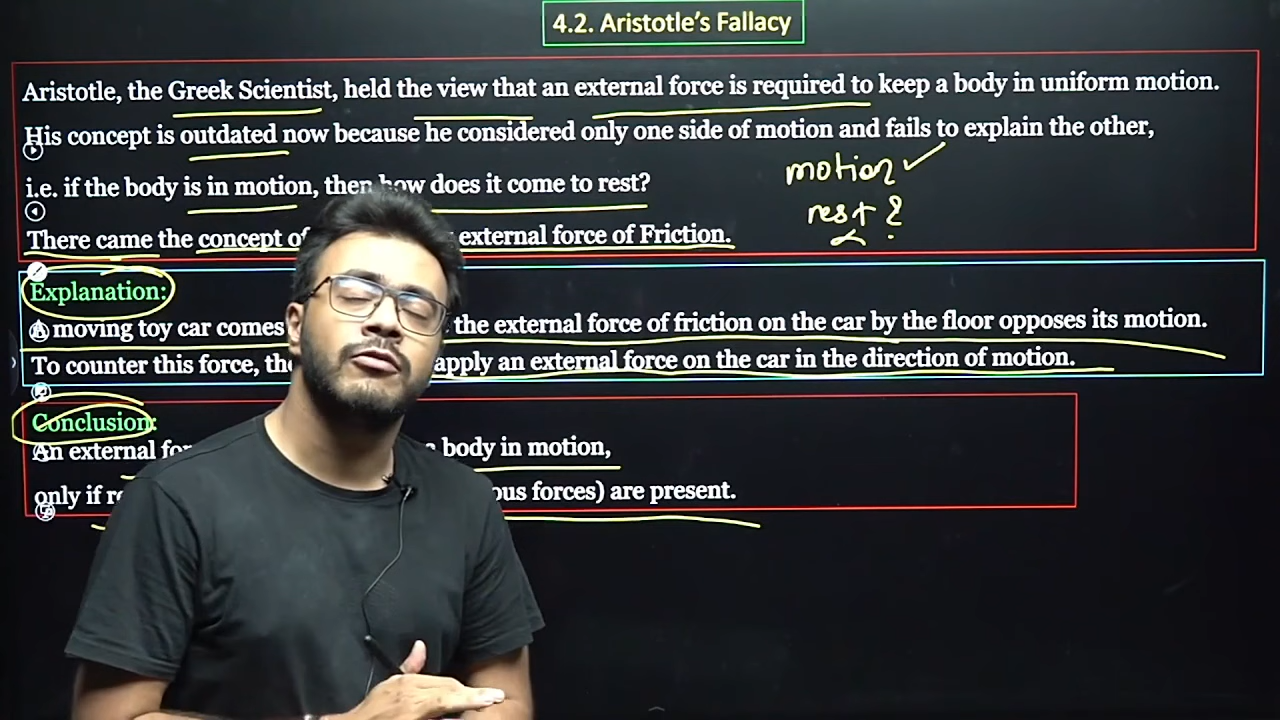 4.2. Aristotle's Fallacy
Aristotle, the Greek Scientist, held the view that an external force is required to keep a body in uniform motion.
His concept is outdated now because he considered only one side of motion and fails to explain the other,
i.e. if the body is in motion, then how does it come to rest?
motion ✓
rest ?
There came the concept of external force of Friction.
Explanation:
A moving toy car comes the external force of friction on the car by the floor opposes its motion.
To counter this force, the apply an external force on the car in the direction of motion.
Conclusion:
An external body in motion,
only if forces) are present.